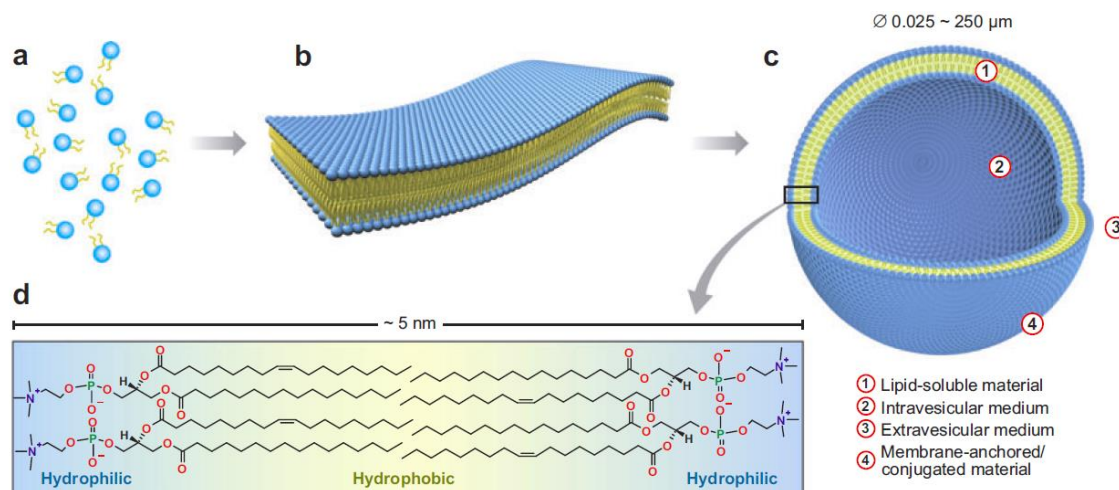 a
b
c
Ø 0.025 ~ 250 µm
1
2
3
4
d
~ 5 nm
O
O
O
O
O
O
N
+
O
P
O
O
H
O
O
O
H
O
P
O
O
N
+
O
−
O
O
O
O
−
O
O
−
O
O
O
O
−
N
+
O
P
O
O
H
O
O
O
H
O
P
O
O
N
+
O
O
O
O
Hydrophilic
Hydrophobic
Hydrophilic
1 Lipid-soluble material
2 Intravesicular medium
3 Extravesicular medium
4 Membrane-anchored/
conjugated material